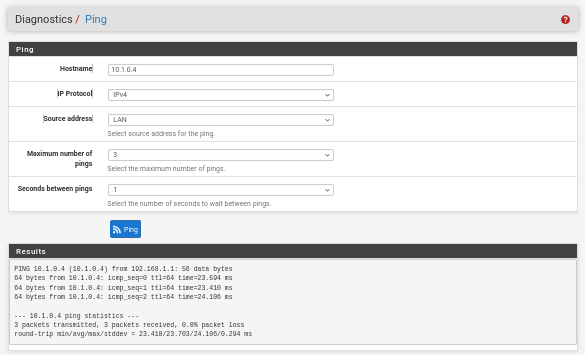 Diagnostics / Ping
Ping
Hostname
10.1.0.4
IP Protocol
IPv4
Source address
LAN
Select source address for the ping.
Maximum number of
pings
3
Select the maximum number of pings.
Seconds between pings
1
Select the number of seconds to wait between pings.
Ping
Results
PING 10.1.0.4 (10.1.0.4) from 192.168.1.1: 56 data bytes
64 bytes from 10.1.0.4: icmp_seq=0 ttl=64 time=23.594 ms
64 bytes from 10.1.0.4: icmp_seq=1 ttl=64 time=23.410 ms
64 bytes from 10.1.0.4: icmp_seq=2 ttl=64 time=24.106 ms
--- 10.1.0.4 ping statistics ---
3 packets transmitted, 3 packets received, 0.0% packet loss
round-trip min/avg/max/stddev = 23.410/23.703/24.106/0.294 ms